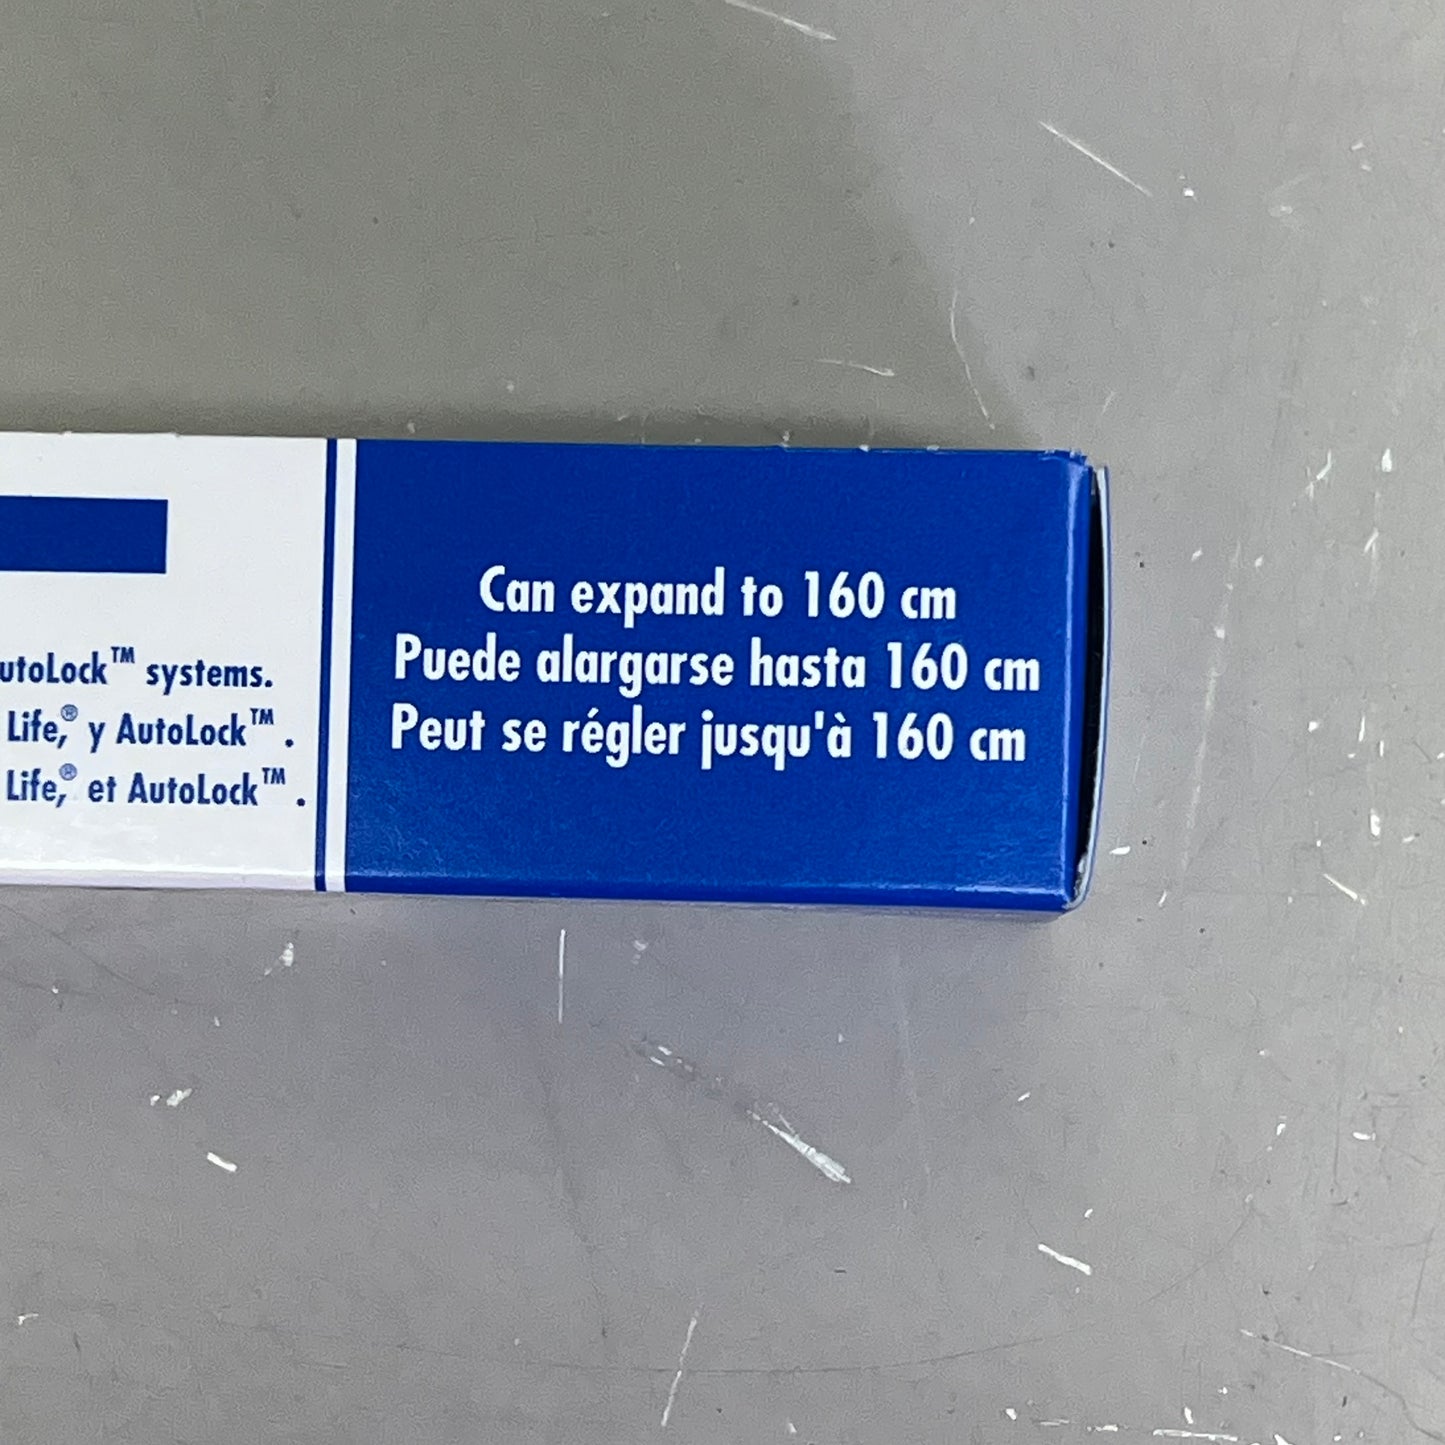 systems.
Life,® y AutoLock™ .
Life,® et AutoLock™ .
Can expand to 160 cm
Puede alargarse hasta 160 cm
Peut se régler jusqu'à 160 cm